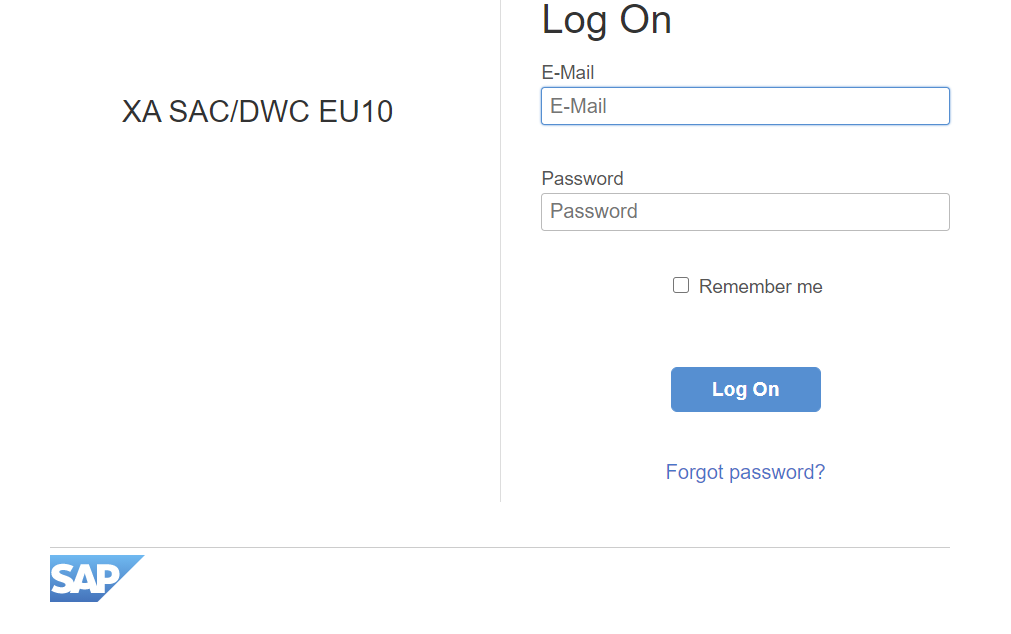 Log On
E-Mail
E-Mail
XA SAC/DWC EU10
Password
Password
Remember me
Log On
Forgot password?
SAP